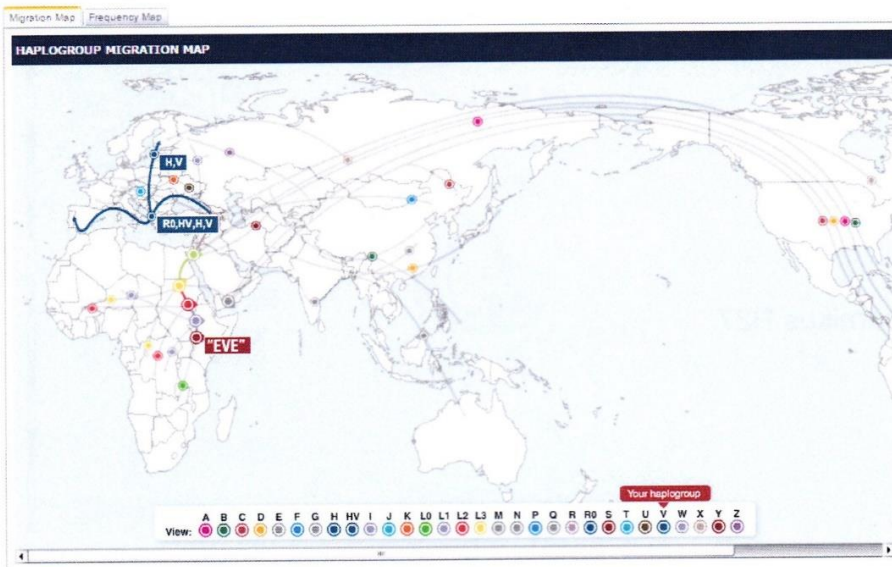 Migration Map Frequency Map
HAPLOGROUP MIGRATION MAP
H,V
R0,HV,H,V
"EVE"
Your haplogroup
A B C D E F G H HV I J K L0 L1 L2 L3 M N P Q R R0 S T U V W X Y Z
View: